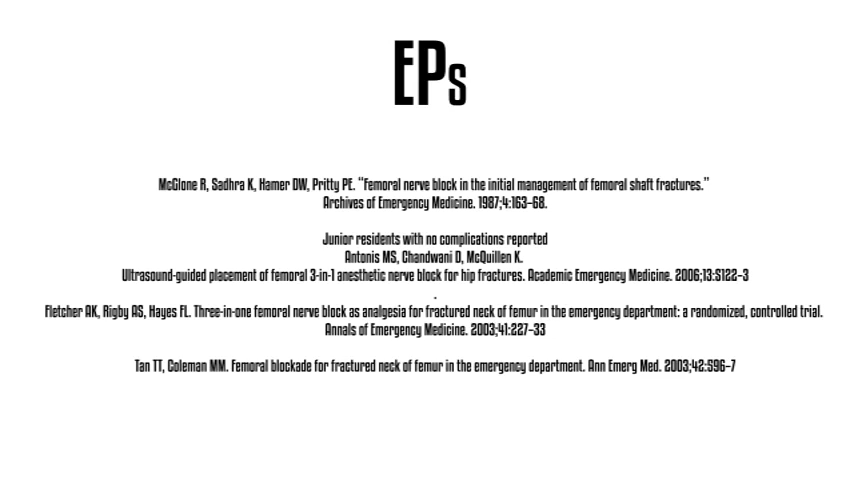 EPs
McGlone R, Sadhra K, Hamer DW, Pritty PE. "Femoral nerve block in the initial management of femoral shaft fractures."
Archives of Emergency Medicine. 1987;4:163-68.
Junior residents with no complications reported
Antonis MS, Chandwani D, McQuillen K.
Ultrasound-guided placement of femoral 3-in-1 anesthetic nerve block for hip fractures. Academic Emergency Medicine. 2006;13:S122-3
.
Fletcher AK, Rigby AS, Hayes FL. Three-in-one femoral nerve block as analgesia for fractured neck of femur in the emergency department: a randomized, controlled trial.
Annals of Emergency Medicine. 2003;41:227-33
Tan TT, Coleman MM. Femoral blockade for fractured neck of femur in the emergency department. Ann Emerg Med. 2003;42:596-7